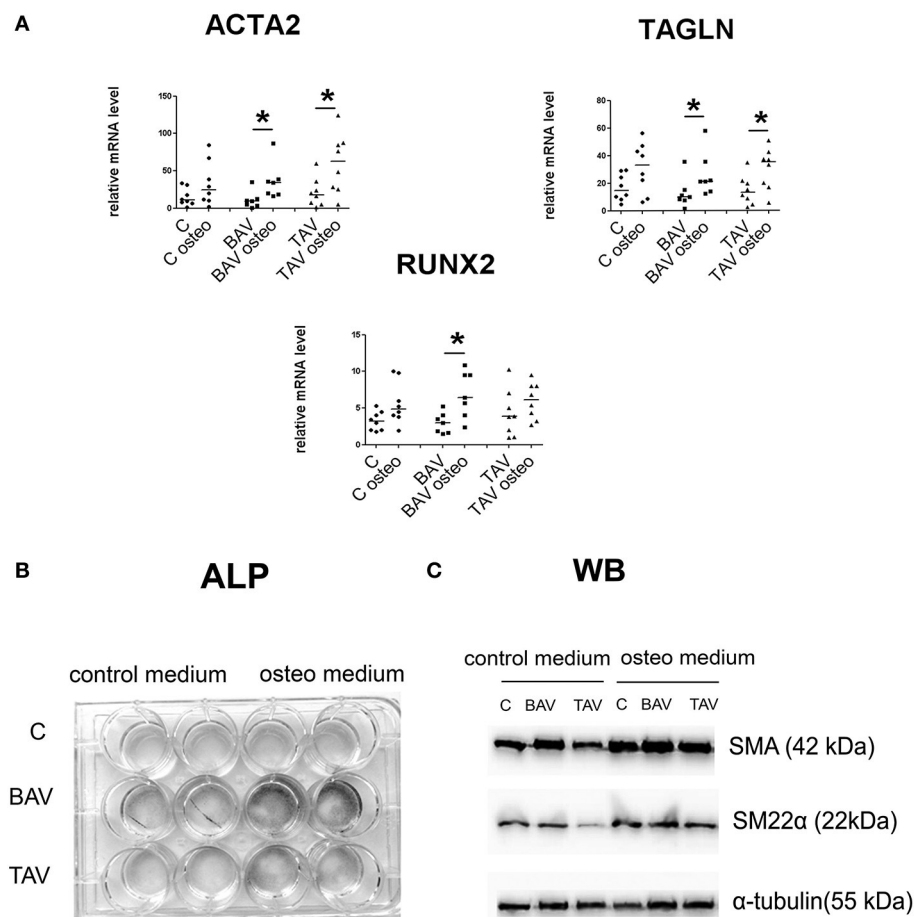 A
ACTA2
TAGLN
relative mRNA level
150
100
50
0
*
*
C
C osteo
BAV
BAV osteo
TAV
TAV osteo
relative mRNA level
80
60
40
20
0
*
*
C
C osteo
BAV
BAV osteo
TAV
TAV osteo
RUNX2
relative mRNA level
15
10
5
0
*
C
C osteo
BAV
BAV osteo
TAV
TAV osteo
B
ALP
control medium osteo medium
C
BAV
TAV
C
WB
control medium osteo medium
C BAV TAV C BAV TAV
SMA (42 kDa)
SM22α (22kDa)
α-tubulin(55 kDa)